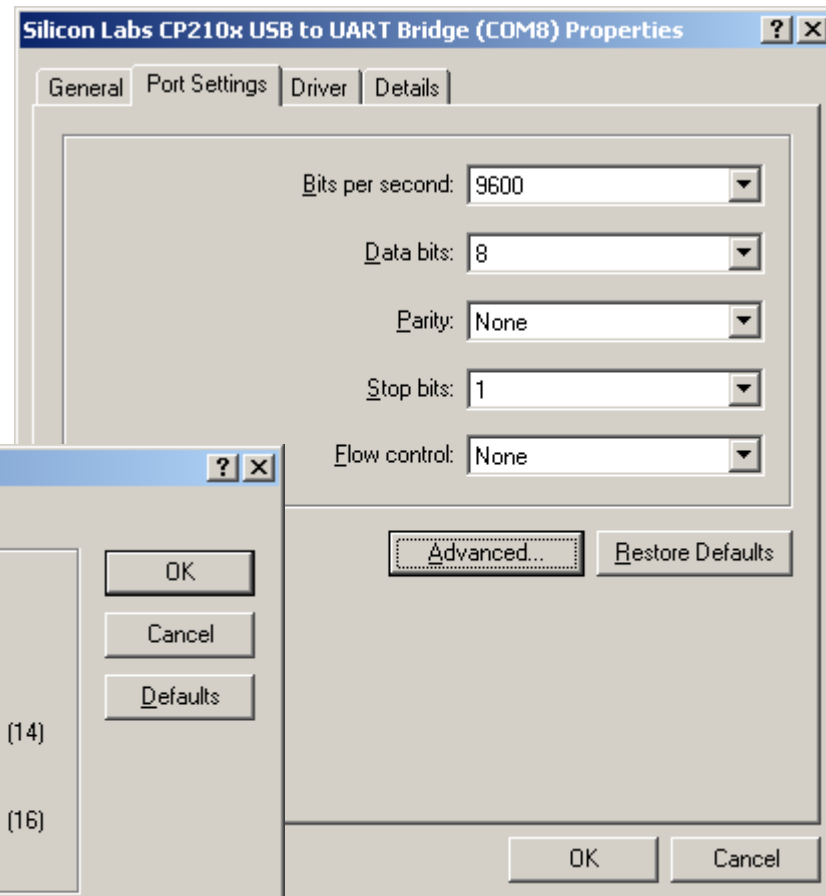 Silicon Labs CP210x USB to UART Bridge (COM8) Properties
General Port Settings Driver Details
Bits per second: 9600
Data bits: 8
Parity: None
Stop bits: 1
Flow control: None
Advanced... Restore Defaults
OK Cancel
OK
Cancel
Defaults
(14)
(16)